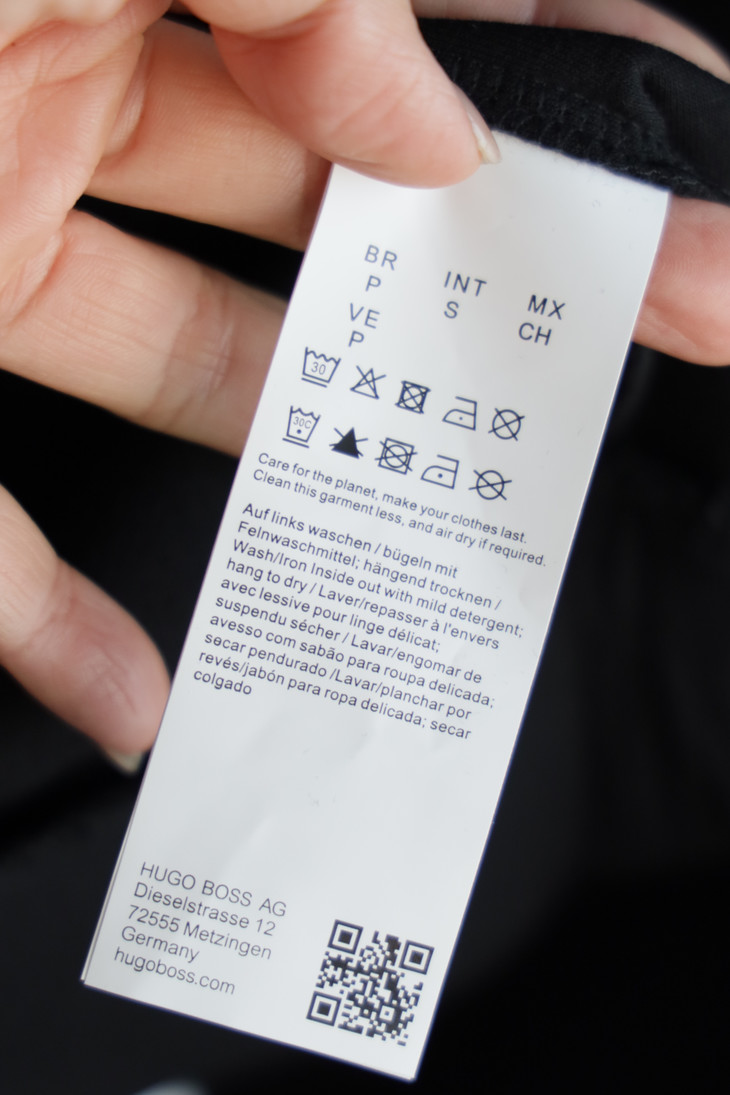 BR
P
INT
S
MX
CH
VE
P
30
30C
Care for the planet, make your clothes last.
Clean this garment less, and air dry if required.
Auf links waschen / bügeln mit
Feinwaschmittel; hängend trocknen /
Wash/Iron Inside out with mild detergent;
hang to dry / Laver/repasser à l'envers
avec lessive pour linge délicat;
suspendu sécher / Lavar/engomar de
avesso com sabão para roupa delicada;
secar pendurado /Lavar/planchar por
revés/jabón para ropa delicada; secar
colgado
HUGO BOSS AG
Dieselstrasse 12
72555 Metzingen
Germany
hugoboss.com